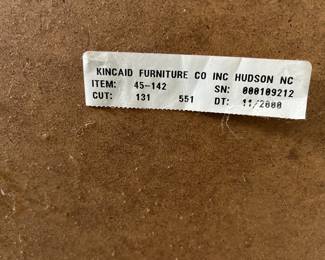 KINCAID FURNITURE CO INC HUDSON NC
ITEM: 45-142 SN: 000109212
CUT: 131 551 DT: 11/2000